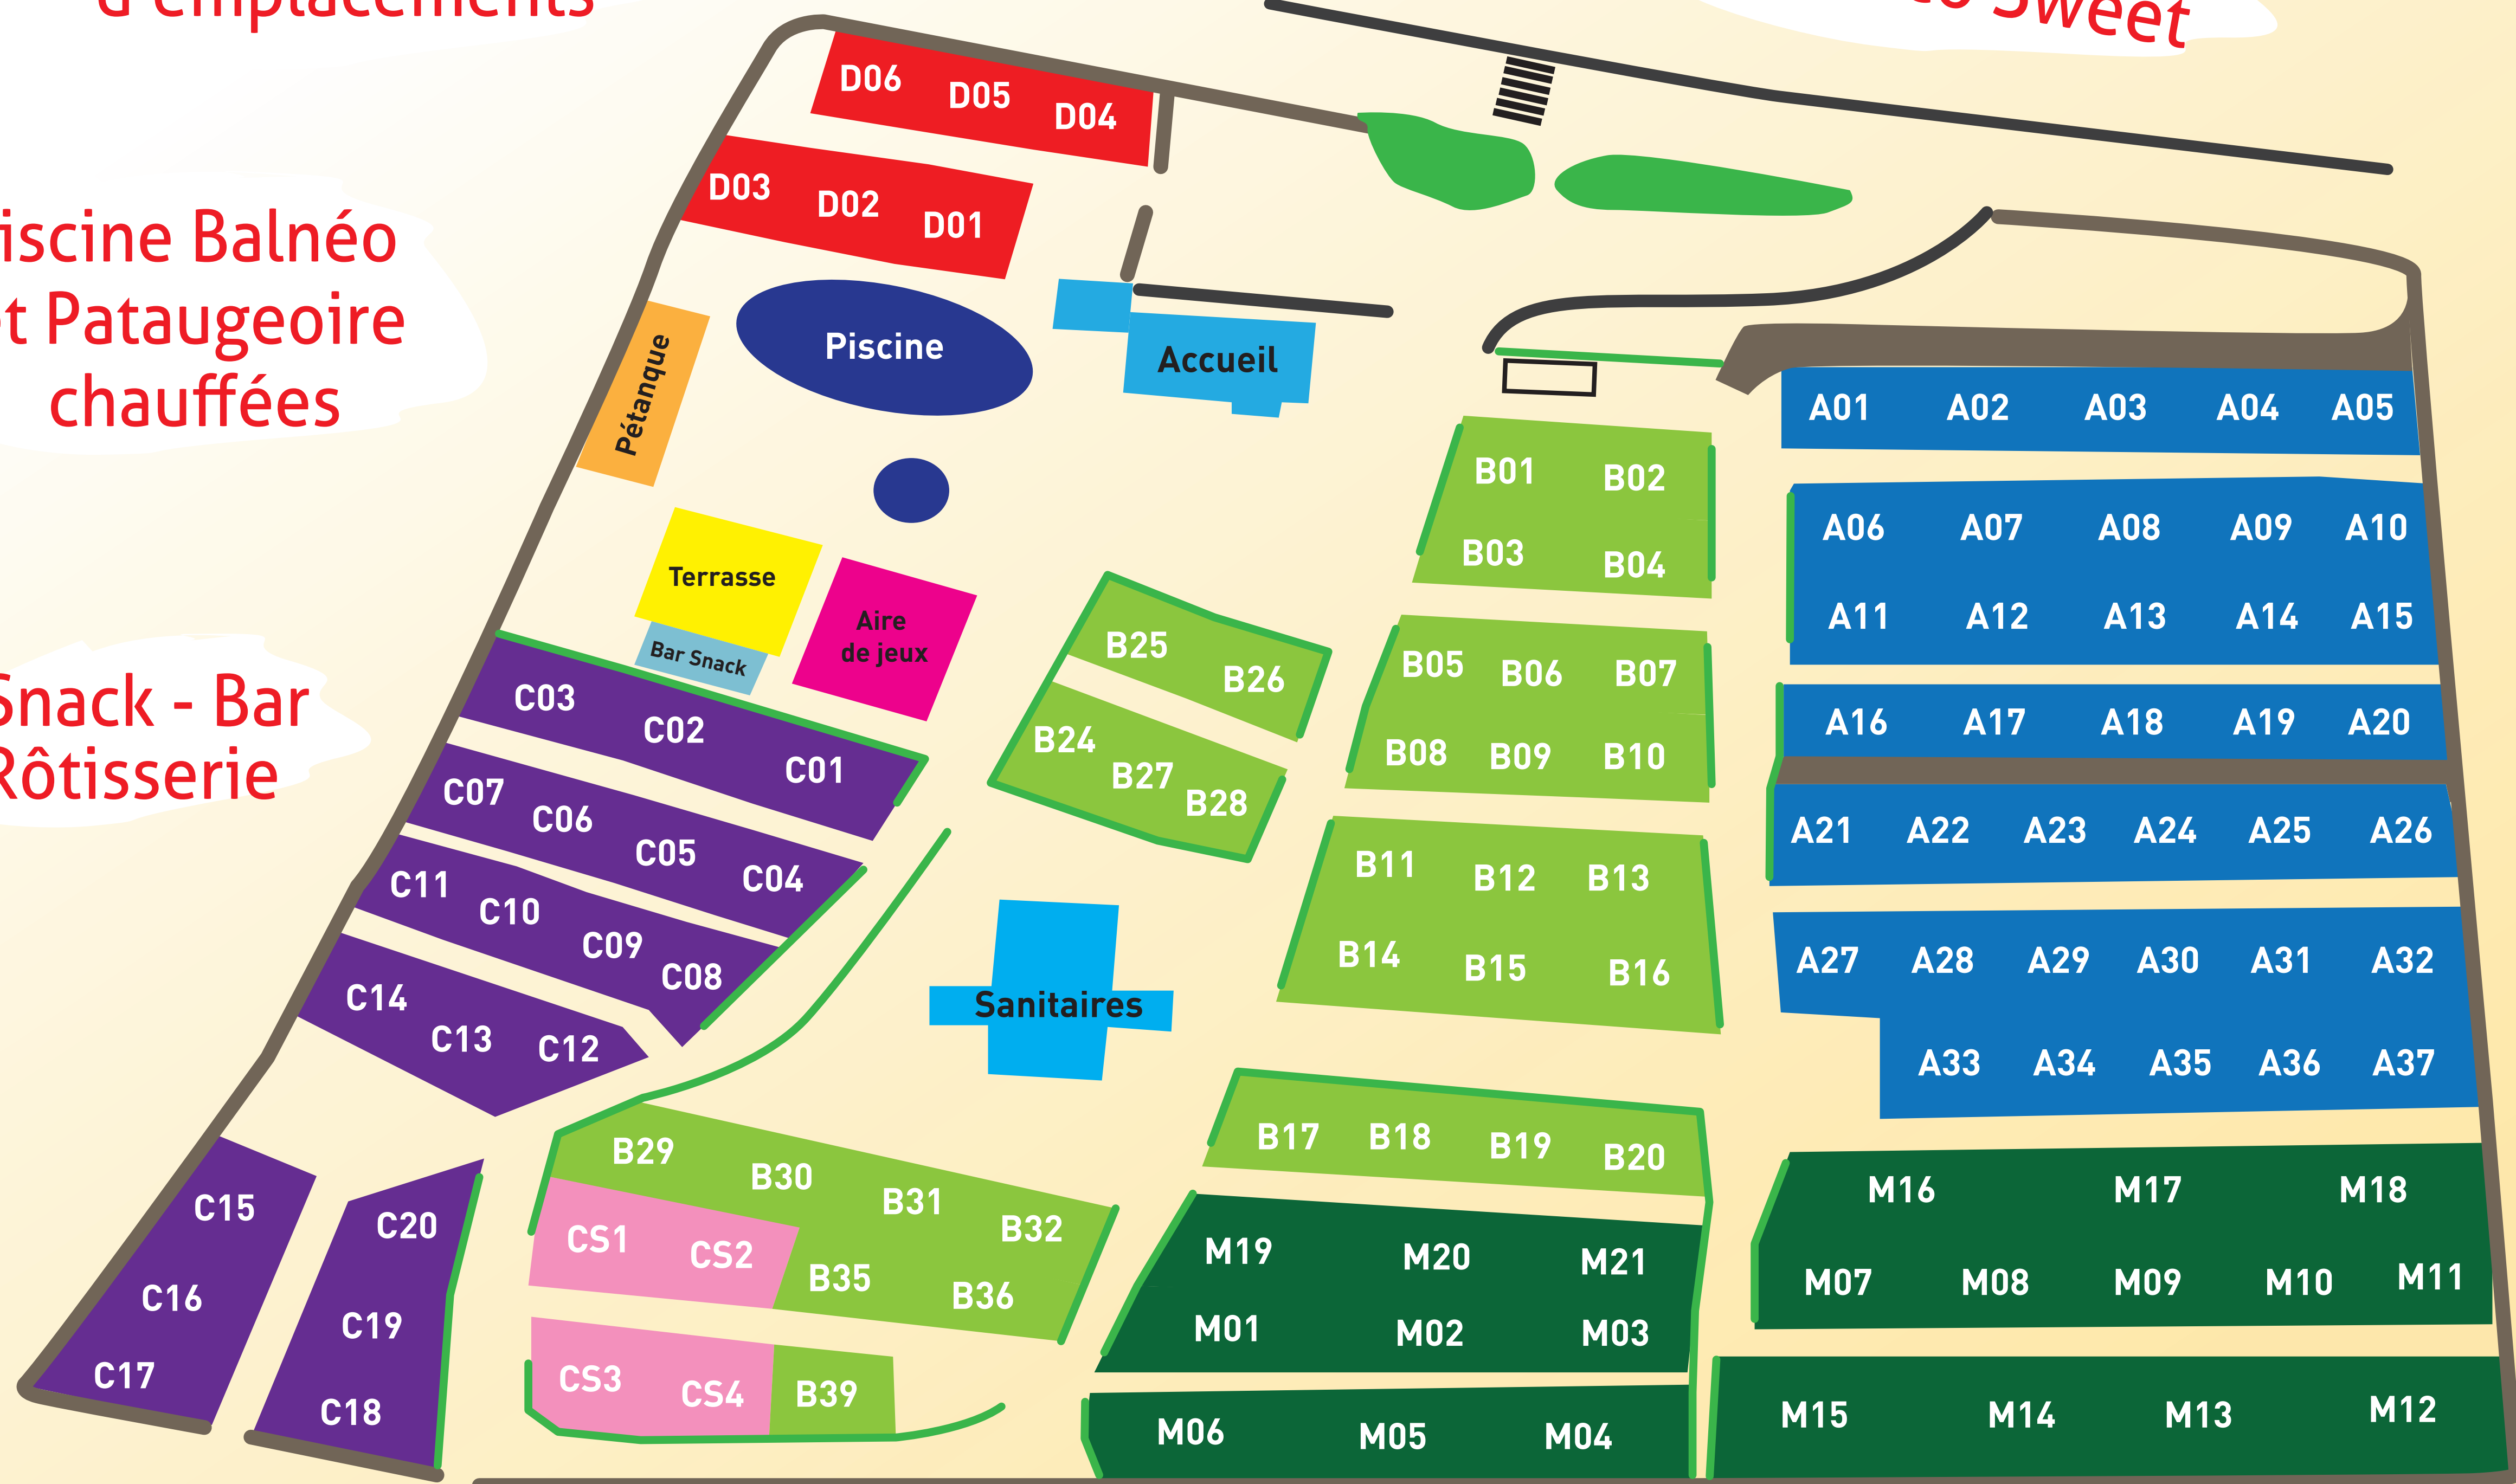 d'emplacements
Sweet
iscine Balnéo
t Pataugeoire
chauffées
Snack - Bar
Rôtisserie
D06 D05 D04
D03 D02 D01
Piscine
Accueil
Pétanque
Terrasse
Bar Snack
Aire
de jeux
C03 C02 C01
C07 C06 C05 C04
C11 C10 C09 C08
C14 C13 C12
C15
C16
C17
C20
C19
C18
B25 B26
B24 B27 B28
Sanitaires
B01 B02
B03 B04
B05 B06 B07
B08 B09 B10
B11 B12 B13
B14 B15 B16
B17 B18 B19 B20
B29 B30 B31 B32
CS1 CS2 B35 B36
CS3 CS4 B39
A01 A02 A03 A04 A05
A06 A07 A08 A09 A10
A11 A12 A13 A14 A15
A16 A17 A18 A19 A20
A21 A22 A23 A24 A25 A26
A27 A28 A29 A30 A31 A32
A33 A34 A35 A36 A37
M19 M20 M21
M01 M02 M03
M06 M05 M04
M16 M17 M18
M07 M08 M09 M10 M11
M15 M14 M13 M12